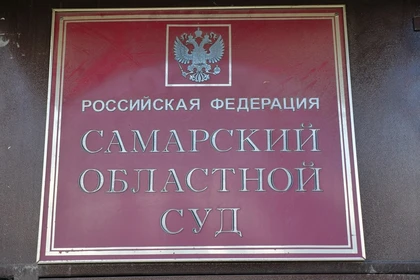 РОССИЙСКАЯ ФЕДЕРАЦИЯ
САМАРСКИЙ
ОБЛАСТНОЙ
СУД